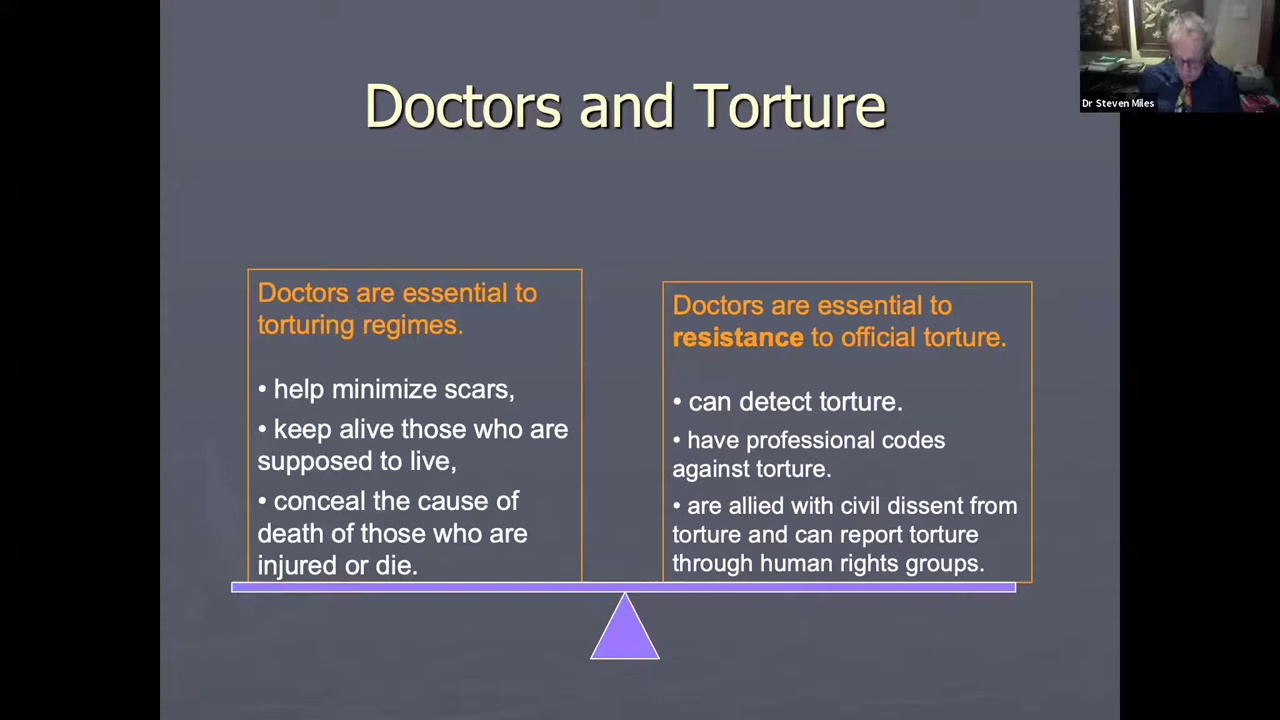 Doctors and Torture
Dr Steven Miles
Doctors are essential to
torturing regimes.
• help minimize scars,
• keep alive those who are
supposed to live,
• conceal the cause of
death of those who are
injured or die.
Doctors are essential to
resistance to official torture.
• can detect torture.
• have professional codes
against torture.
• are allied with civil dissent from
torture and can report torture
through human rights groups.